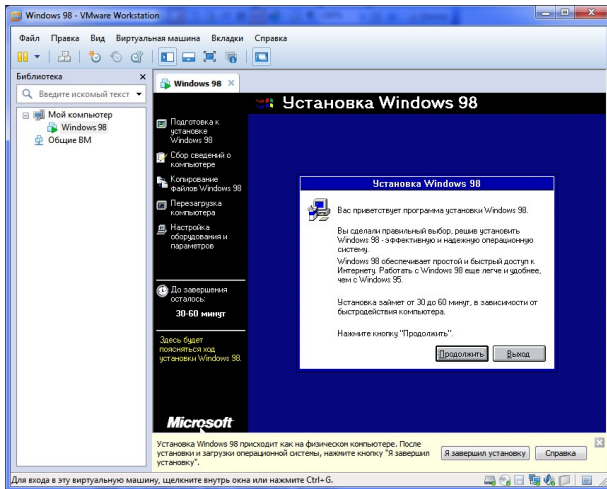 Windows 98 - VMware Workstation
Файл Правка Вид Виртуальная машина Вкладки Справка
Библиотека
Введите искомый текст
Мой компьютер
Windows 98
Общие ВМ
Windows 98
Установка Windows 98
Подготовка к
установке
Windows 98
Сбор сведений о
компьютере
Копирование
файлов Windows 98
Перезагрузка
компьютера
Настройка
оборудования и
параметров
До завершения
осталось:
30-60 минут
Здесь будет
поясняться ход
установки Windows 98.
Microsoft
Установка Windows 98
Вас приветствует программа установки Windows 98.
Вы сделали правильный выбор, решив установить
Windows 98 - эффективную и надежную операционную
систему.
Windows 98 обеспечивает простой и быстрый доступ к
Интернету. Работать с Windows 98 еще легче и удобнее,
чем с Windows 95.
Установка займет от 30 до 60 минут, в зависимости от
быстродействия компьютера.
Нажмите кнопку "Продолжить".
Продолжить Выход
Установка Windows 98 присходит как на физическом компьютере. После
установки и загрузки операционной системы, нажмите кнопку "Я завершил
установку".
Я завершил установку Справка
Для входа в эту виртуальную машину, щелкните внутрь окна или нажмите Ctrl+G.